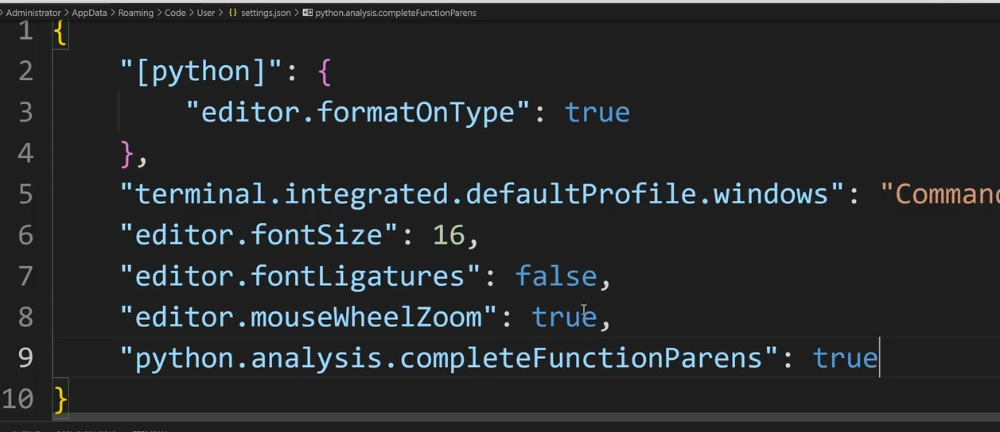 Administrator > AppData > Roaming > Code > User > {} settings.json > python.analysis.completeFunctionParens
1 {
2 "[python]": {
3 "editor.formatOnType": true
4 },
5 "terminal.integrated.defaultProfile.windows": "Command
6 "editor.fontSize": 16,
7 "editor.fontLigatures": false,
8 "editor.mouseWheelZoom": true,
9 "python.analysis.completeFunctionParens": true
10 }